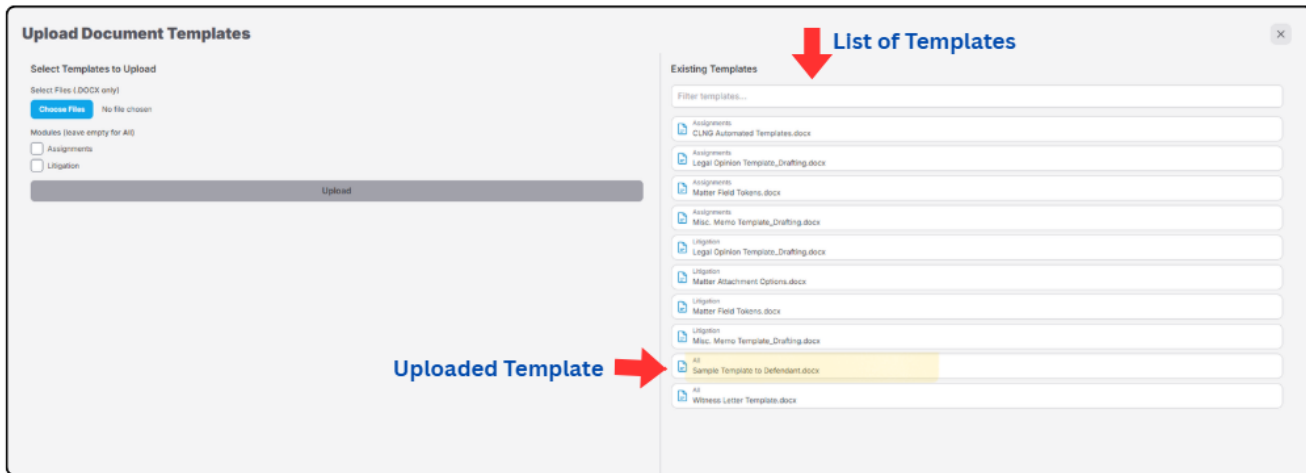 Upload Document Templates
List of Templates
Select Templates to Upload
Select Files (.DOCX only)
Choose Files No file chosen
Modules (leave empty for All)
Assignments
Litigation
Upload
Existing Templates
Filter templates...
Assignments
CLNG Automated Templates.docx
Assignments
Legal Opinion Template_Drafting.docx
Assignments
Matter Field Tokens.docx
Assignments
Misc. Memo Template_Drafting.docx
Litigation
Legal Opinion Template_Drafting.docx
Litigation
Matter Attachment Options.docx
Litigation
Matter Field Tokens.docx
Litigation
Misc. Memo Template_Drafting.docx
Uploaded Template
All
Sample Template to Defendant.docx
All
Witness Letter Template.docx